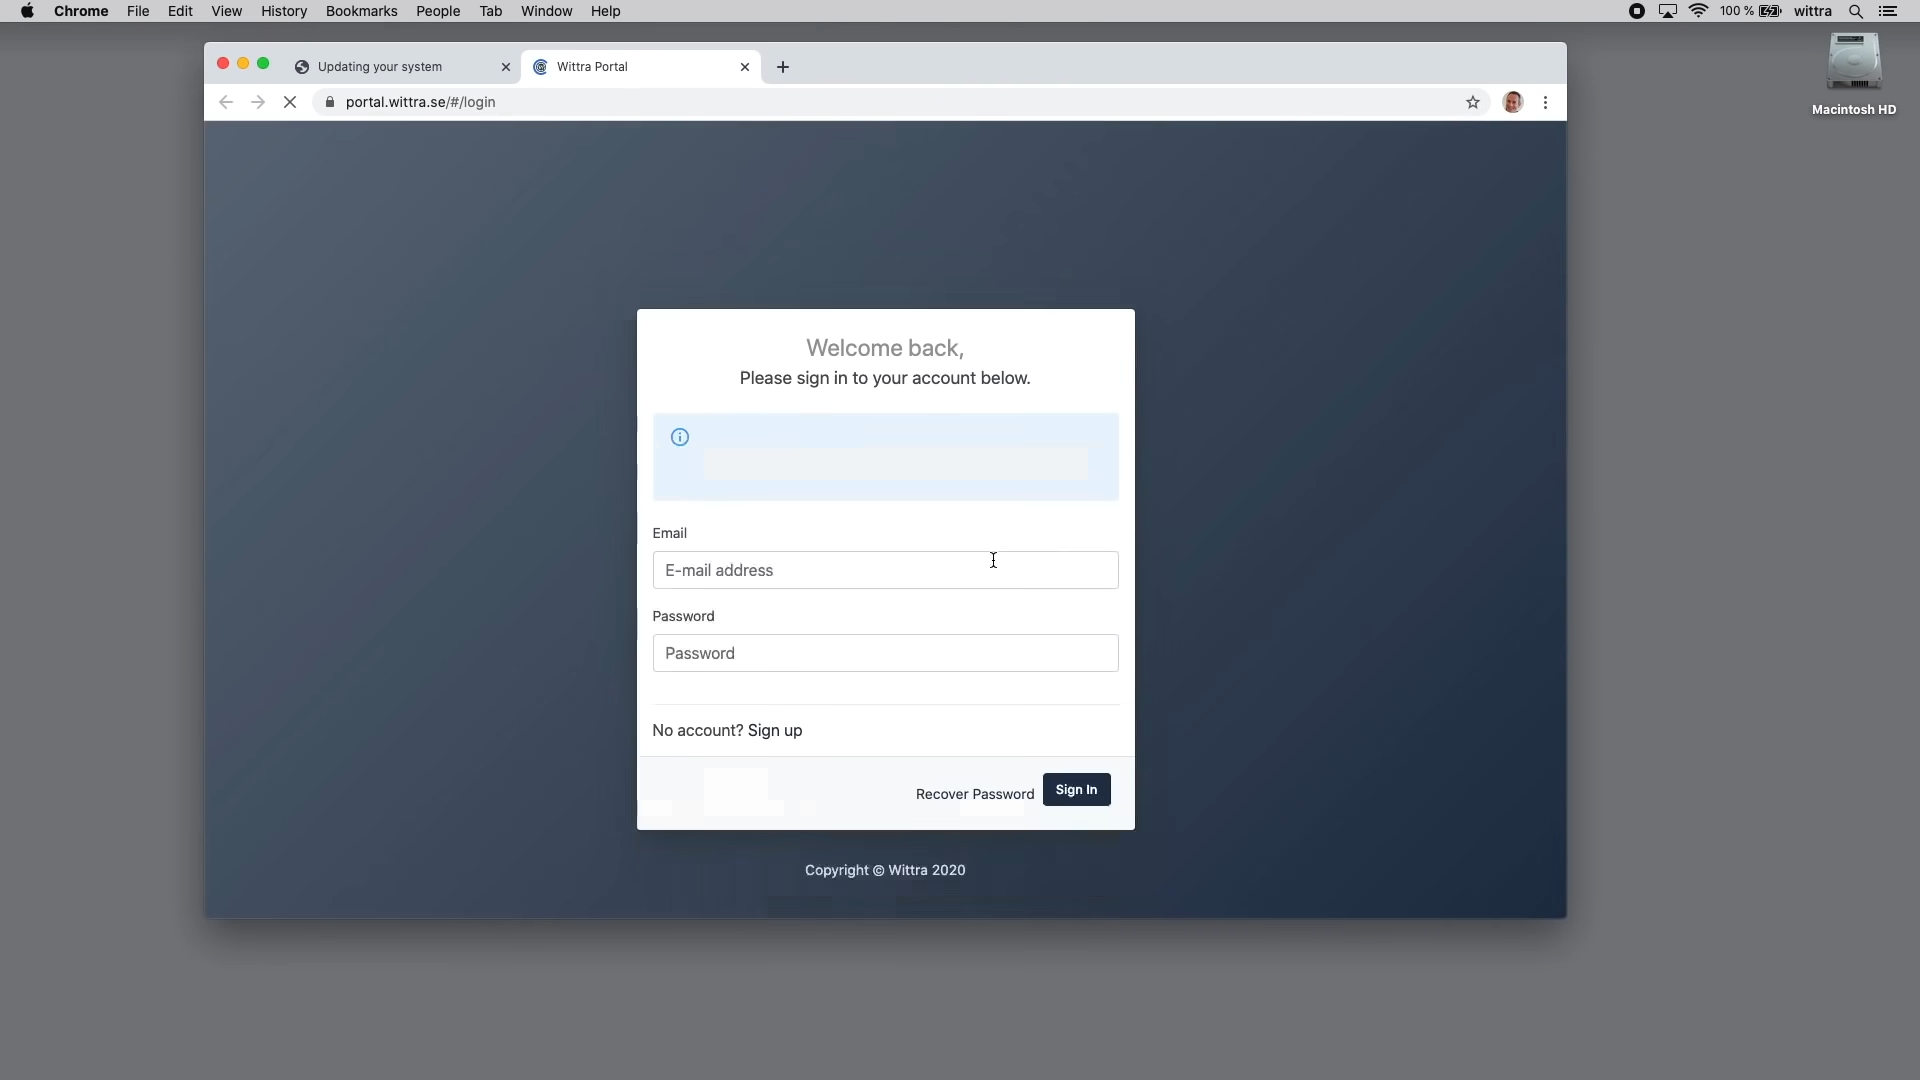 Chrome File Edit View History Bookmarks People Tab Window Help 100 % wittra
Macintosh HD
Updating your system Wittra Portal
portal.wittra.se/#/login
Welcome back,
Please sign in to your account below.
Email
E-mail address
Password
Password
No account? Sign up
Recover Password Sign In
Copyright © Wittra 2020